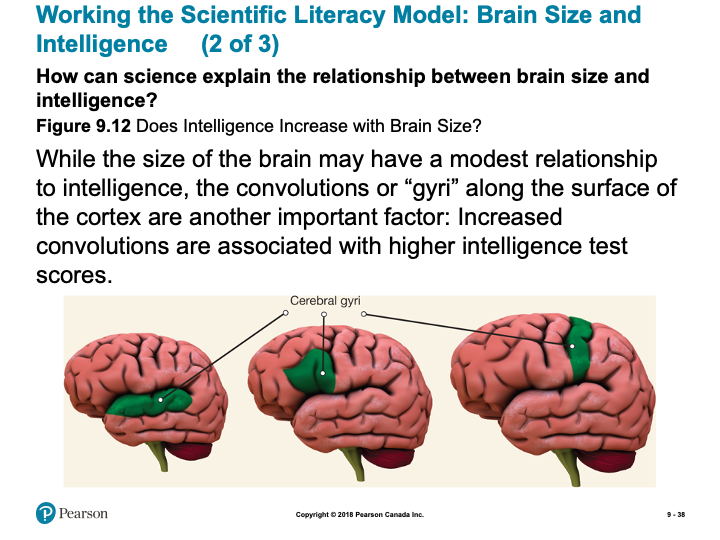 Working the Scientific Literacy Model: Brain Size and
Intelligence (2 of 3)
How can science explain the relationship between brain size and
intelligence?
Figure 9.12 Does Intelligence Increase with Brain Size?
While the size of the brain may have a modest relationship
to intelligence, the convolutions or “gyri” along the surface of
the cortex are another important factor: Increased
convolutions are associated with higher intelligence test
scores.
Cerebral gyri
Pearson
Copyright © 2018 Pearson Canada Inc.
9 - 38